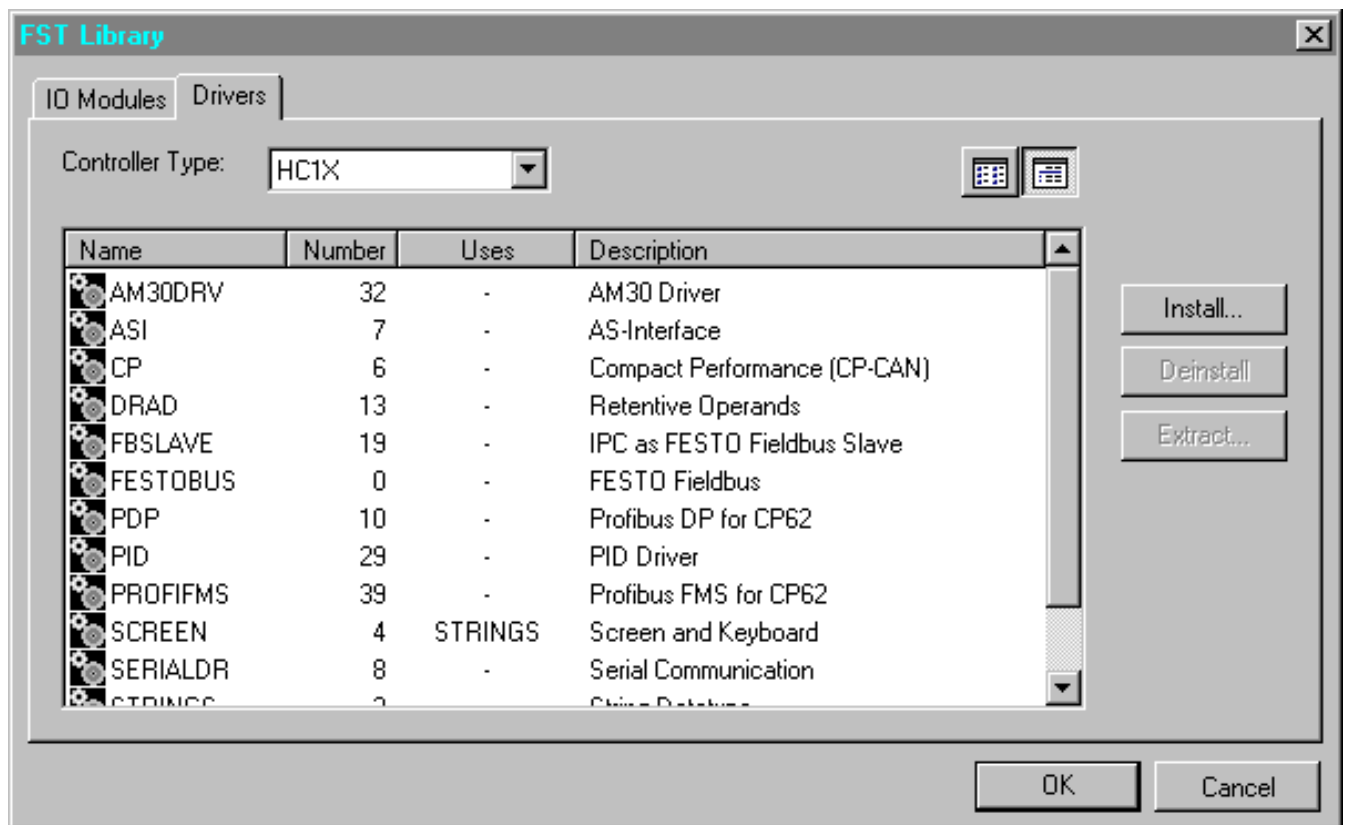 FST Library
IO Modules Drivers
Controller Type: HC1X
Name Number Uses Description
AM30DRV 32 - AM30 Driver
ASI 7 - AS-Interface
CP 6 - Compact Performance (CP-CAN)
DRAD 13 - Retentive Operands
FBSLAVE 19 - IPC as FESTO Fieldbus Slave
FESTOBUS 0 - FESTO Fieldbus
PDP 10 - Profibus DP for CP62
PID 29 - PID Driver
PROFIFMS 39 - Profibus FMS for CP62
SCREEN 4 STRINGS Screen and Keyboard
SERIALDR 8 - Serial Communication
STRINGS String
Install...
Deinstall
Extract...
OK Cancel